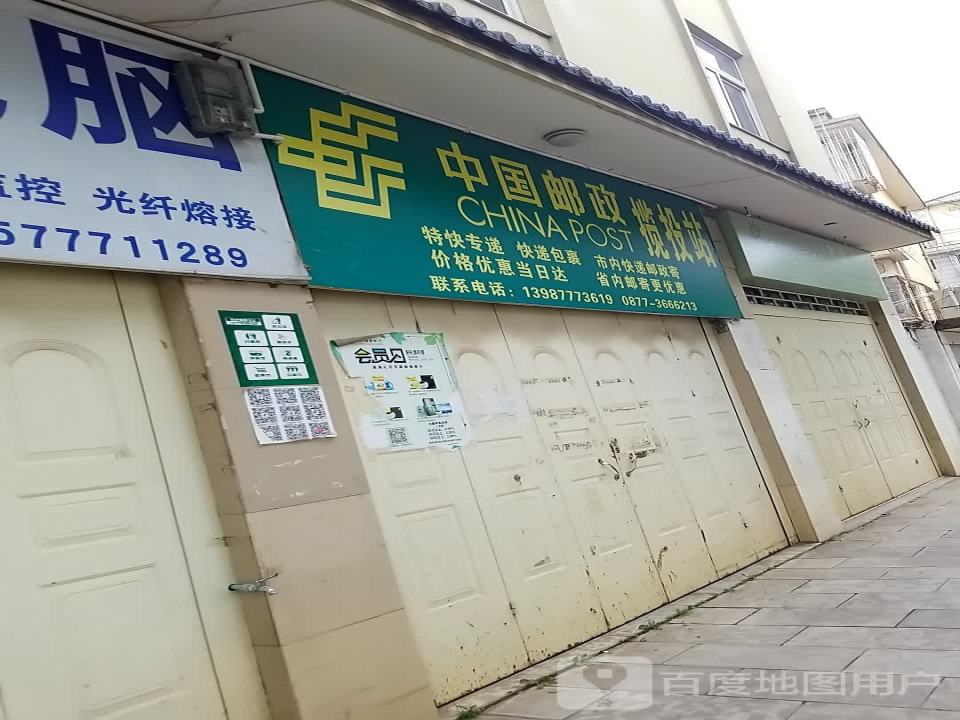 脑
监控 光纤熔接
577711289
中国邮政 揽投站
CHINA POST
特快专递 快递包裹 市内快递邮政寄
价格优惠当日达 省内邮寄更优惠
联系电话：13987773619 0877-3666213
会员日
百度地图用户